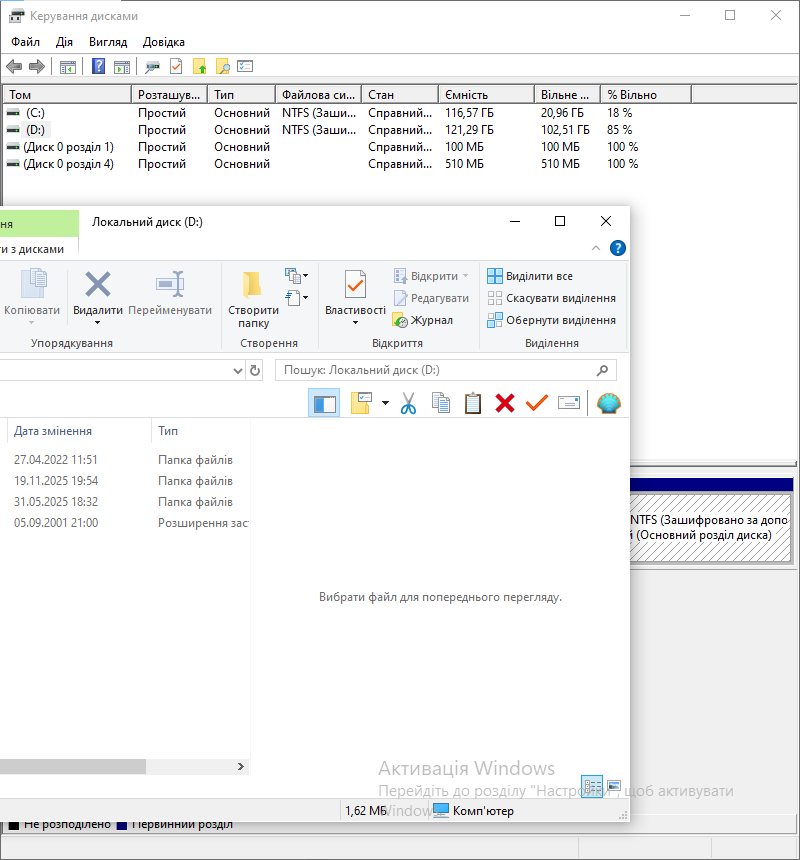 Керування дисками
Файл Дія Вигляд Довідка
Том Розташув... Тип Файлова си... Стан Ємність Вільне ... % Вільно
(C:) Простий Основний NTFS (Заши... Справний... 116,57 ГБ 20,96 ГБ 18 %
(D:) Простий Основний NTFS (Заши... Справний... 121,29 ГБ 102,51 ГБ 85 %
(Диск 0 розділ 1) Простий Основний Справний... 100 МБ 100 МБ 100 %
(Диск 0 розділ 4) Простий Основний Справний... 510 МБ 510 МБ 100 %
ня Локальний диск (D:)
и з дисками
Копіювати Видалити Перейменувати
Створити папку
Властивості
Відкрити
Редагувати
Журнал
Виділити все
Скасувати виділення
Обернути виділення
Упорядкування Створення Відкриття Виділення
Пошук: Локальний диск (D:)
Дата змінення Тип
27.04.2022 11:51 Папка файлів
19.11.2025 19:54 Папка файлів
31.05.2025 18:32 Папка файлів
05.09.2001 21:00 Розширення заст
NTFS (Зашифровано за допо
й (Основний розділ диска)
Вибрати файл для попереднього перегляду.
Активація Windows
Перейдіть до розділу "Настройки", щоб активувати
Windows
1,62 МБ Комп'ютер
Не розподілено Первинний розділ